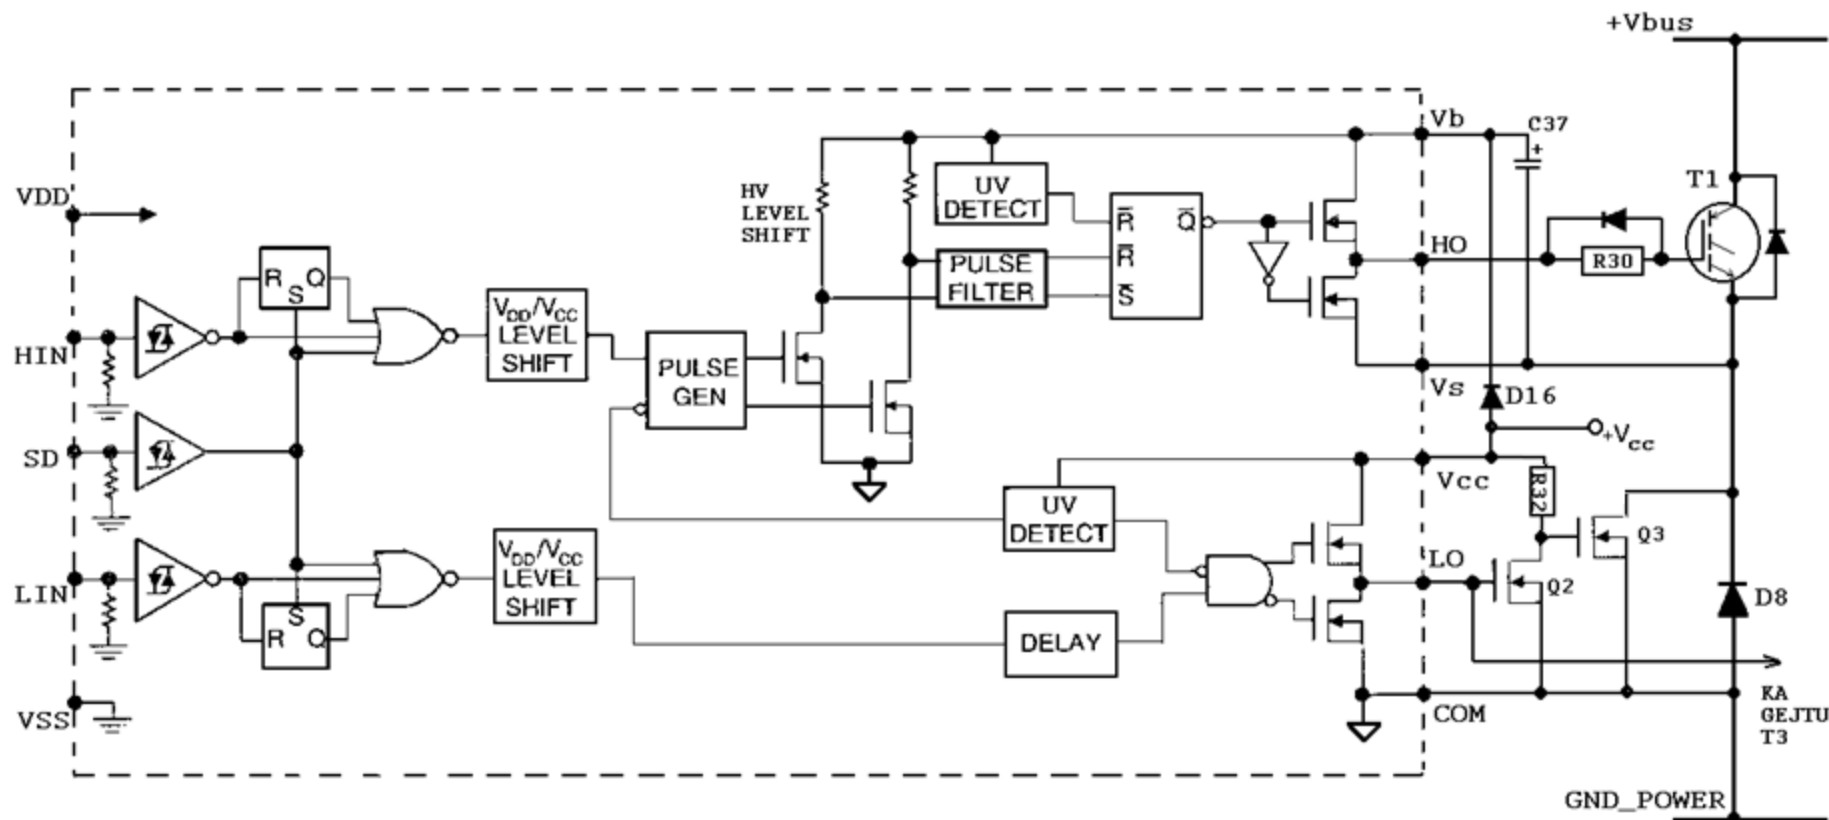 +Vbus
Vb
C37
+
VDD
HV
LEVEL
SHIFT
UV
DETECT
T1
R̅
Q̅
HO
R30
R Q
S
PULSE
FILTER
R̅
S̅
VDD/VCC
LEVEL
SHIFT
HIN
PULSE
GEN
Vs
D16
+Vcc
SD
Vcc
R32
UV
DETECT
Q3
VDD/VCC
LEVEL
SHIFT
LO
Q2
LIN
D8
S
R Q
DELAY
VSS
COM
KA
GEJTU
T3
GND_POWER